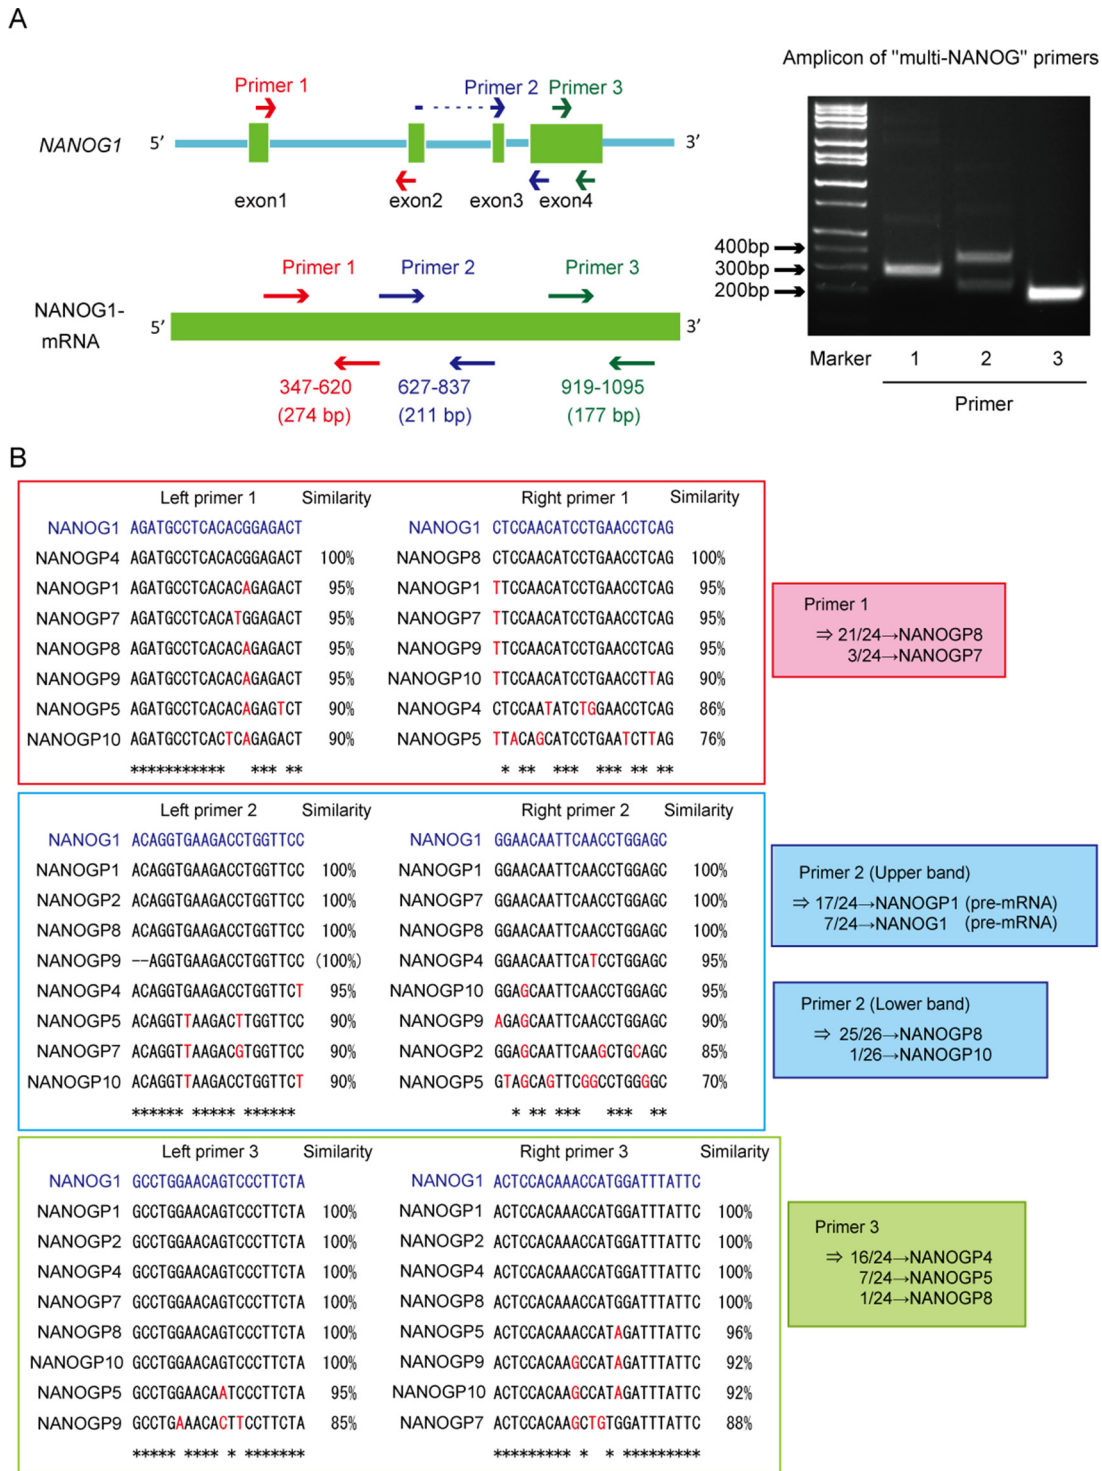 A
Amplicon of "multi-NANOG" primers
Primer 1
Primer 2
Primer 3
NANOG1
5′
3′
exon1
exon2
exon3
exon4
Primer 1
Primer 2
Primer 3
NANOG1-
mRNA
5′
3′
347-620
(274 bp)
627-837
(211 bp)
919-1095
(177 bp)
400bp
300bp
200bp
Marker 1 2 3
Primer
B
Left primer 1 Similarity Right primer 1 Similarity
NANOG1 AGATGCCTCACACGGAGACT NANOG1 CTCCAACATCCTGAACCTCAG
NANOGP4 AGATGCCTCACACGGAGACT 100% NANOGP8 CTCCAACATCCTGAACCTCAG 100%
NANOGP1 AGATGCCTCACACAGAGACT 95% NANOGP1 TTCCAACATCCTGAACCTCAG 95%
NANOGP7 AGATGCCTCACATGGAGACT 95% NANOGP7 TTCCAACATCCTGAACCTCAG 95%
NANOGP8 AGATGCCTCACACAGAGACT 95% NANOGP9 TTCCAACATCCTGAACCTCAG 95%
NANOGP9 AGATGCCTCACACAGAGACT 95% NANOGP10 TTCCAACATCCTGAACCTTAG 90%
NANOGP5 AGATGCCTCACACAGAGTCT 90% NANOGP4 CTCCAATATCTGGAACCTCAG 86%
NANOGP10 AGATGCCTCACTCAGAGACT 90% NANOGP5 TTACAGCATCCTGAATCTTAG 76%
*********** *** ** * ** *** *** ** **
Primer 1
⇒ 21/24→NANOGP8
3/24→NANOGP7
Left primer 2 Similarity Right primer 2 Similarity
NANOG1 ACAGGTGAAGACCTGGTTCC NANOG1 GGAACAATTCAACCTGGAGC
NANOGP1 ACAGGTGAAGACCTGGTTCC 100% NANOGP1 GGAACAATTCAACCTGGAGC 100%
NANOGP2 ACAGGTGAAGACCTGGTTCC 100% NANOGP7 GGAACAATTCAACCTGGAGC 100%
NANOGP8 ACAGGTGAAGACCTGGTTCC 100% NANOGP8 GGAACAATTCAACCTGGAGC 100%
NANOGP9 --AGGTGAAGACCTGGTTCC (100%) NANOGP4 GGAACAATTCATCCTGGAGC 95%
NANOGP4 ACAGGTGAAGACCTGGTTCT 95% NANOGP10 GGAGCAATTCAACCTGGAGC 95%
NANOGP5 ACAGGTTAAGACTTGGTTCC 90% NANOGP9 AGAGCAATTCAACCTGGAGC 90%
NANOGP7 ACAGGTTAAGACGTGGTTCC 90% NANOGP2 GGAGCAATTCAAGCTGCAGC 85%
NANOGP10 ACAGGTTAAGACCTGGTTCT 90% NANOGP5 GTAGCAGTTCGGCCTGGGGC 70%
****** ***** ****** * ** *** *** **
Primer 2 (Upper band)
⇒ 17/24→NANOGP1 (pre-mRNA)
7/24→NANOG1 (pre-mRNA)
Primer 2 (Lower band)
⇒ 25/26→NANOGP8
1/26→NANOGP10
Left primer 3 Similarity Right primer 3 Similarity
NANOG1 GCCTGGAACAGTCCCTTCTA NANOG1 ACTCCACAAACCATGGATTTATTC
NANOGP1 GCCTGGAACAGTCCCTTCTA 100% NANOGP1 ACTCCACAAACCATGGATTTATTC 100%
NANOGP2 GCCTGGAACAGTCCCTTCTA 100% NANOGP2 ACTCCACAAACCATGGATTTATTC 100%
NANOGP4 GCCTGGAACAGTCCCTTCTA 100% NANOGP4 ACTCCACAAACCATGGATTTATTC 100%
NANOGP7 GCCTGGAACAGTCCCTTCTA 100% NANOGP8 ACTCCACAAACCATGGATTTATTC 100%
NANOGP8 GCCTGGAACAGTCCCTTCTA 100% NANOGP5 ACTCCACAAACCATAGATTTATTC 96%
NANOGP10 GCCTGGAACAGTCCCTTCTA 100% NANOGP9 ACTCCACAAGCCATAGATTTATTC 92%
NANOGP5 GCCTGGAACAATCCCTTCTA 95% NANOGP10 ACTCCACAAGCCATAGATTTATTC 92%
NANOGP9 GCCTGAAACACTTCCTTCTA 85% NANOGP7 ACTCCACAAGCTGTGGATTTATTC 88%
***** **** * ******* ********* * * *********
Primer 3
⇒ 16/24→NANOGP4
7/24→NANOGP5
1/24→NANOGP8